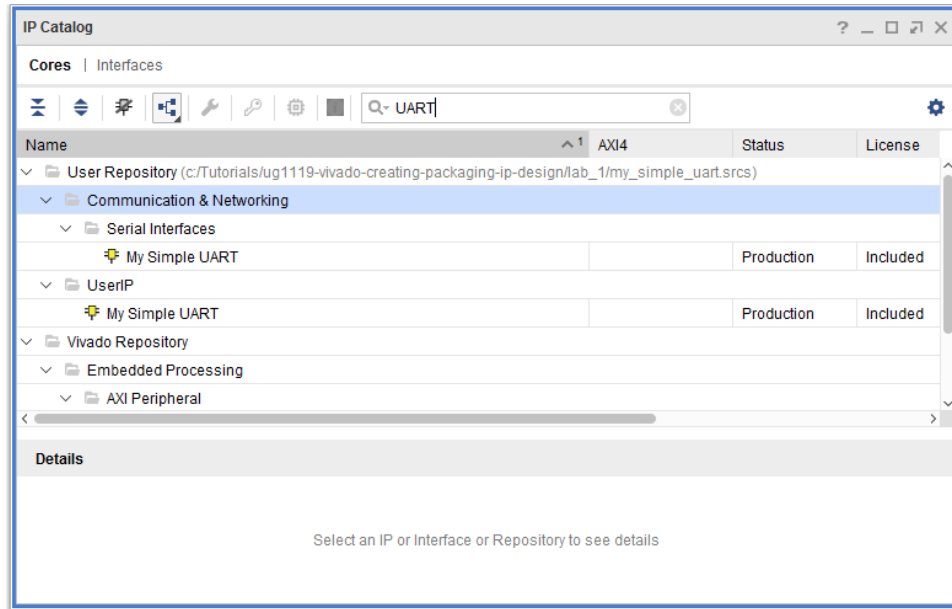 IP Catalog
Cores | Interfaces
UART
Name 1 AXI4 Status License
User Repository (c:/Tutorials/ug1119-vivado-creating-packaging-ip-design/lab_1/my_simple_uart.srcs)
Communication & Networking
Serial Interfaces
My Simple UART Production Included
UserIP
My Simple UART Production Included
Vivado Repository
Embedded Processing
AXI Peripheral
Details
Select an IP or Interface or Repository to see details